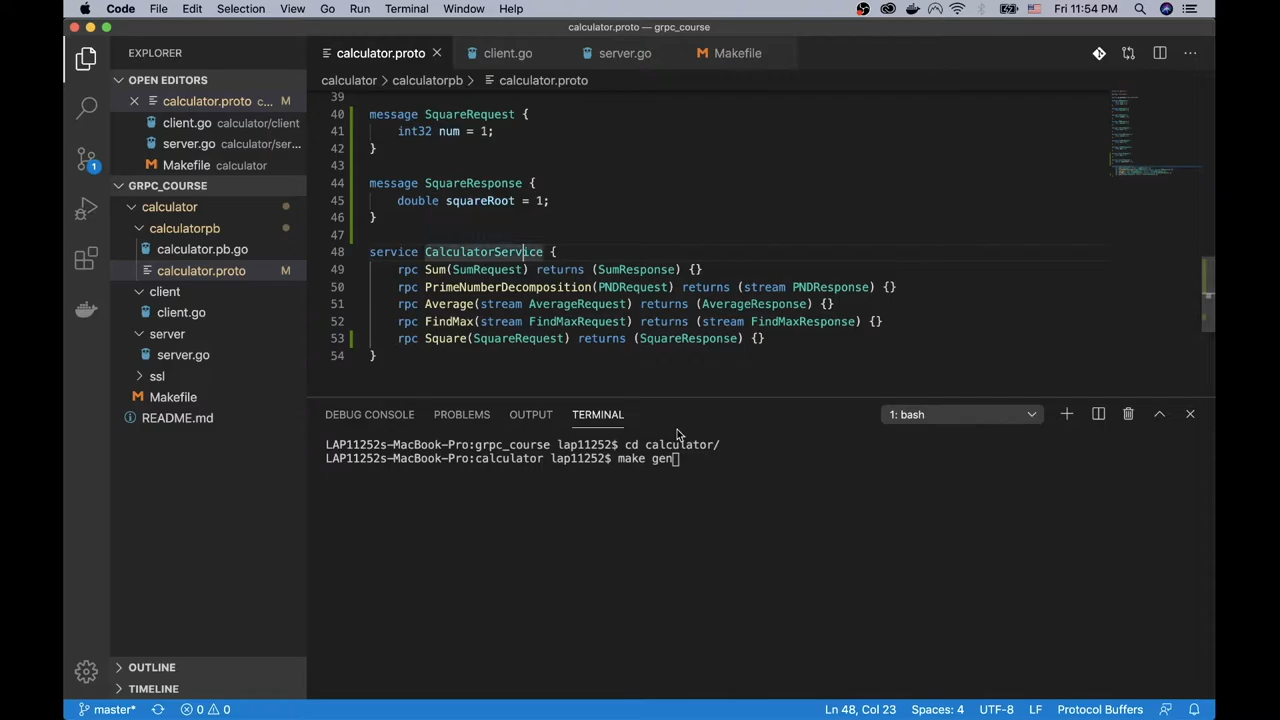 Code File Edit Selection View Go Run Terminal Window Help Fri 11:54 PM
calculator.proto — grpc_course
EXPLORER
calculator.proto
client.go
server.go
Makefile
OPEN EDITORS
calculator > calculatorpb > calculator.proto
calculator.proto c... M
client.go calculator/client
server.go calculator/ser...
Makefile calculator
GRPC_COURSE
calculator
calculatorpb
calculator.pb.go
calculator.proto M
client
client.go
server
server.go
ssl
Makefile
README.md
OUTLINE
TIMELINE
39
40 message SquareRequest {
41 int32 num = 1;
42 }
43
44 message SquareResponse {
45 double squareRoot = 1;
46 }
47
48 service CalculatorService {
49 rpc Sum(SumRequest) returns (SumResponse) {}
50 rpc PrimeNumberDecomposition(PNDRequest) returns (stream PNDResponse) {}
51 rpc Average(stream AverageRequest) returns (AverageResponse) {}
52 rpc FindMax(stream FindMaxRequest) returns (stream FindMaxResponse) {}
53 rpc Square(SquareRequest) returns (SquareResponse) {}
54 }
DEBUG CONSOLE PROBLEMS OUTPUT TERMINAL 1: bash
LAP11252s-MacBook-Pro:grpc_course lap11252$ cd calculator/
LAP11252s-MacBook-Pro:calculator lap11252$ make gen
1
master* 0 0 Ln 48, Col 23 Spaces: 4 UTF-8 LF Protocol Buffers